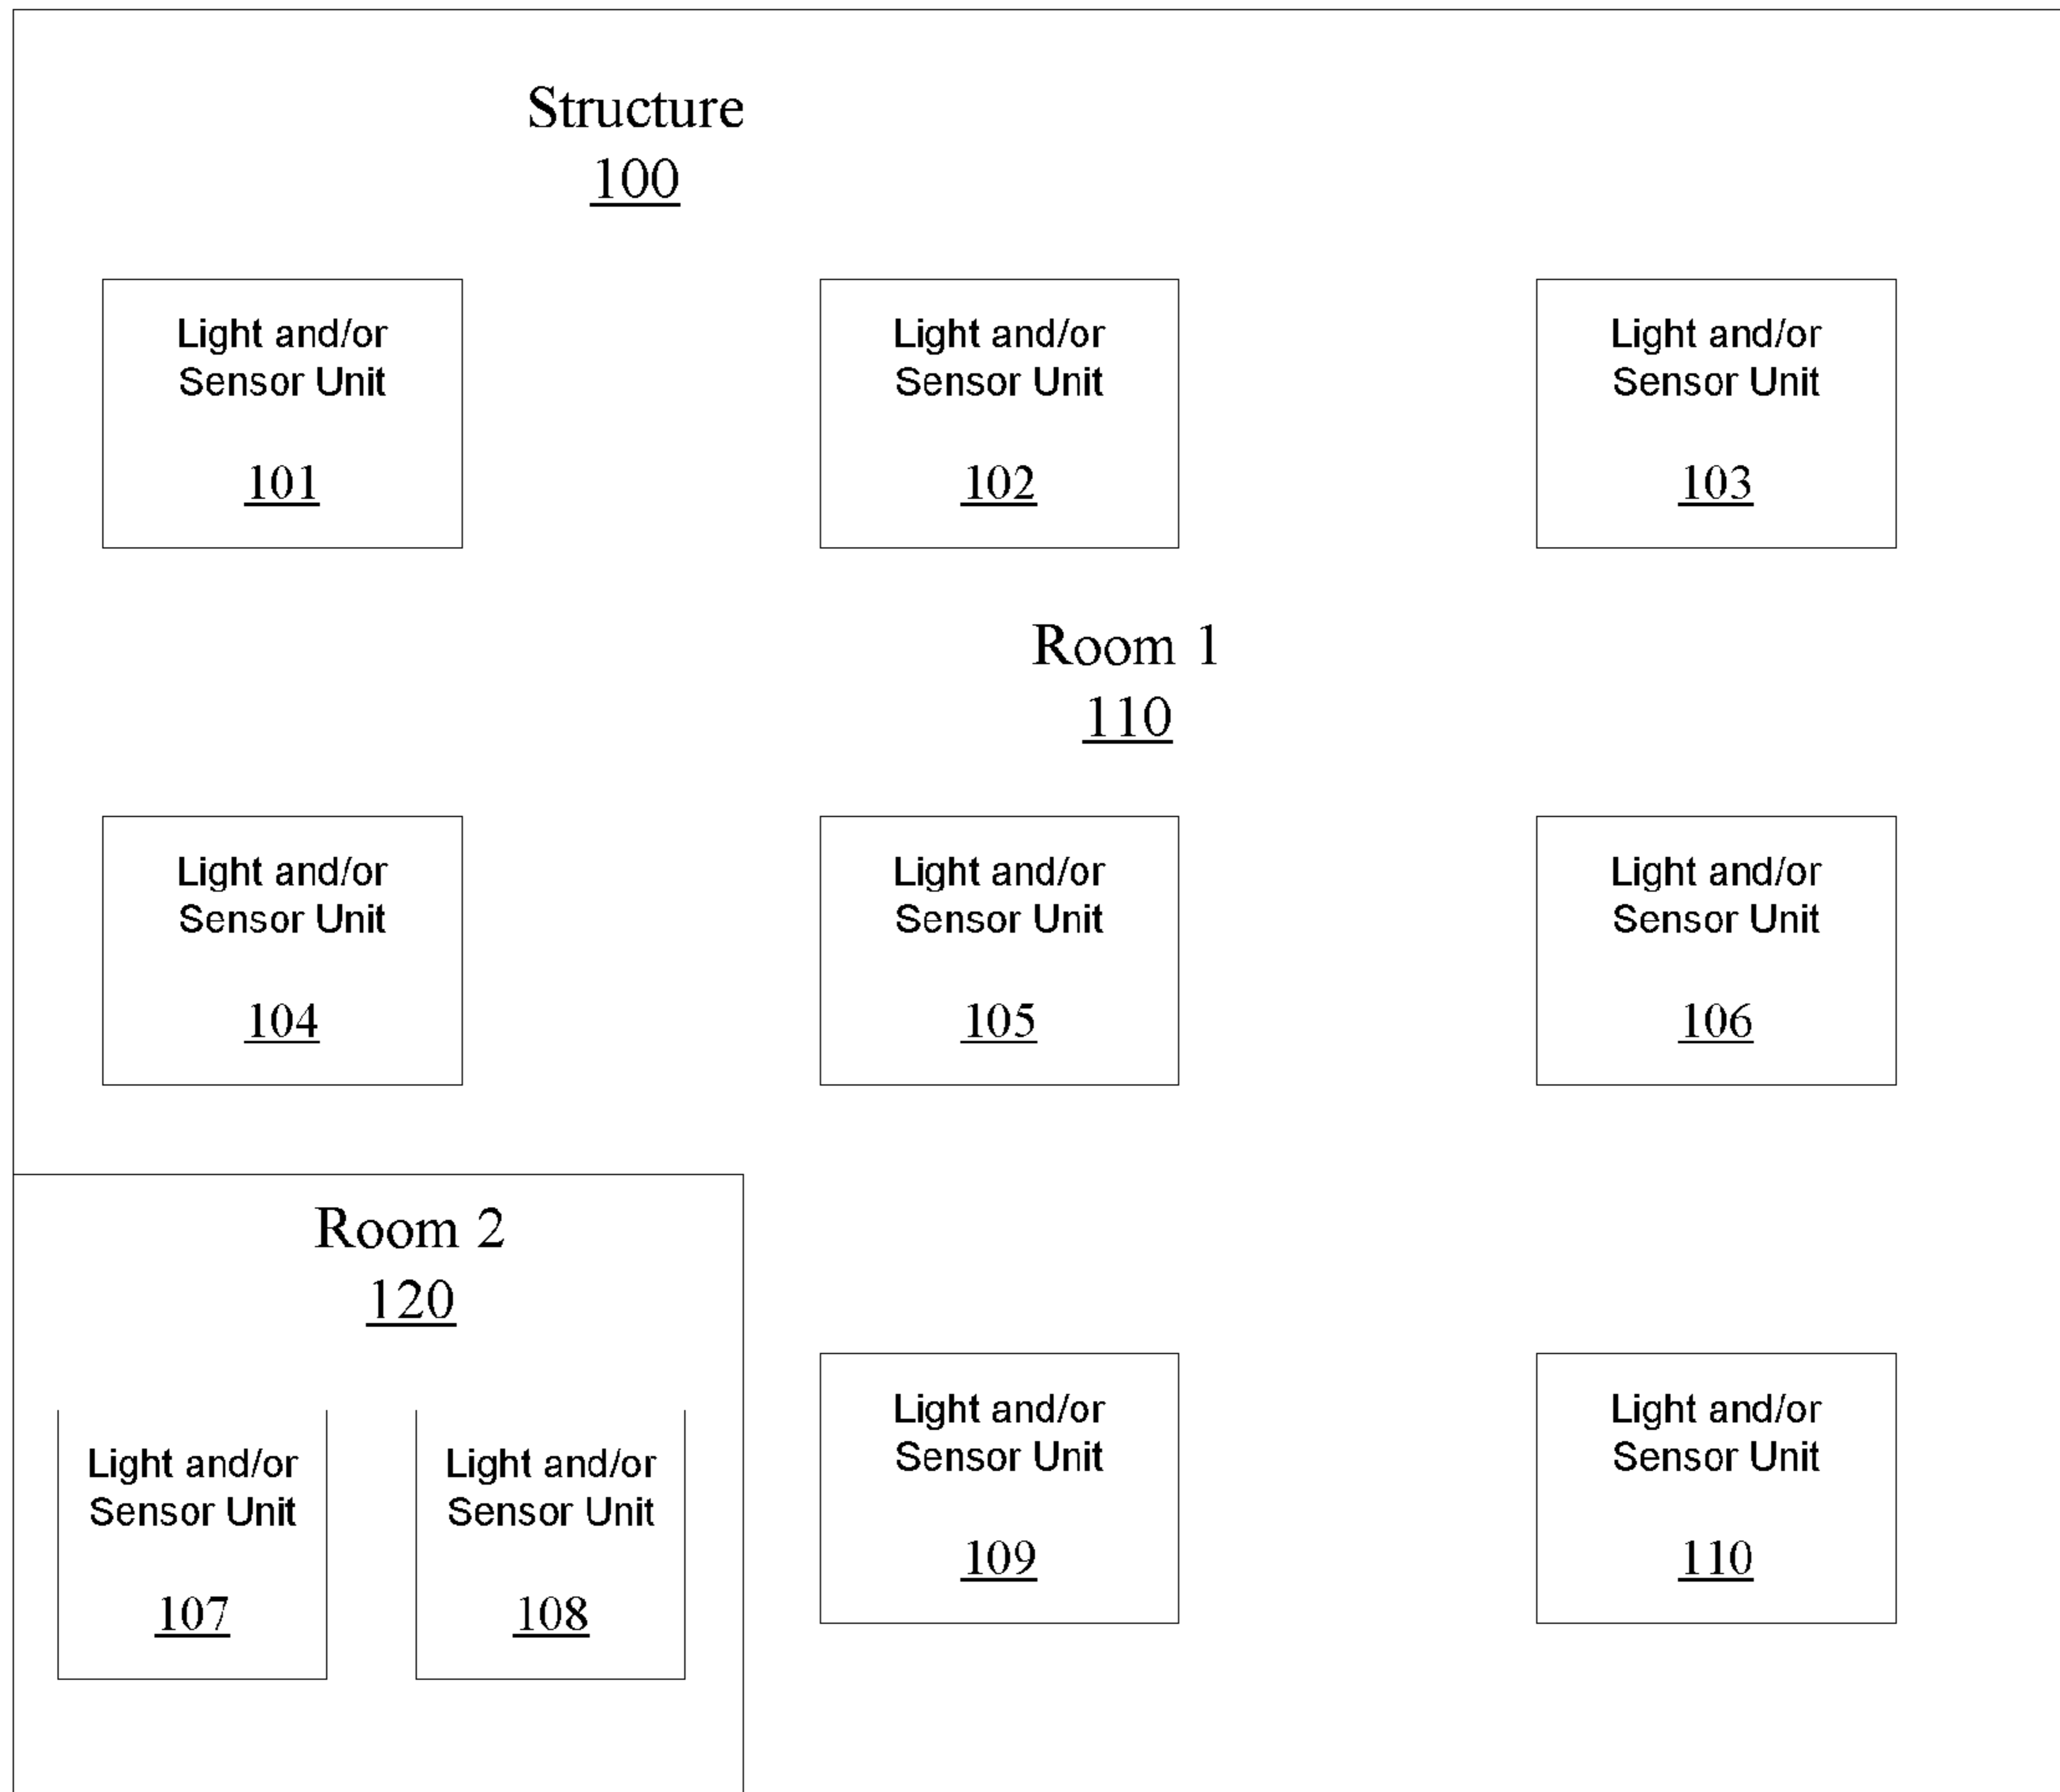 Structure
100
Light and/or
Sensor Unit
101
Light and/or
Sensor Unit
102
Light and/or
Sensor Unit
103
Room 1
110
Light and/or
Sensor Unit
104
Light and/or
Sensor Unit
105
Light and/or
Sensor Unit
106
Room 2
120
Light and/or
Sensor Unit
107
Light and/or
Sensor Unit
108
Light and/or
Sensor Unit
109
Light and/or
Sensor Unit
110